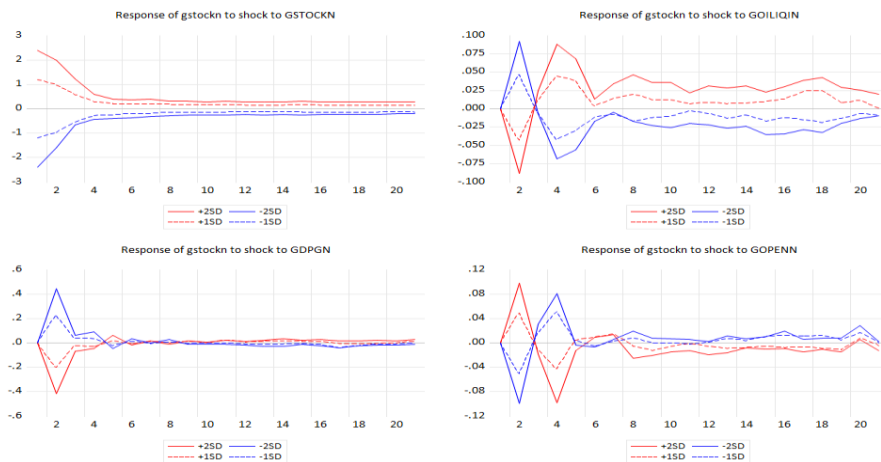 Response of gstockn to shock to GSTOCKN
3
2
1
0
-1
-2
-3
2 4 6 8 10 12 14 16 18 20
+2SD -2SD
+1SD -1SD
Response of gstockn to shock to GOILIQIN
.100
.075
.050
.025
.000
-.025
-.050
-.075
-.100
2 4 6 8 10 12 14 16 18 20
+2SD -2SD
+1SD -1SD
Response of gstockn to shock to GDPGN
.6
.4
.2
.0
-.2
-.4
-.6
2 4 6 8 10 12 14 16 18 20
+2SD -2SD
+1SD -1SD
Response of gstockn to shock to GOPENN
.12
.08
.04
.00
-.04
-.08
-.12
2 4 6 8 10 12 14 16 18 20
+2SD -2SD
+1SD -1SD